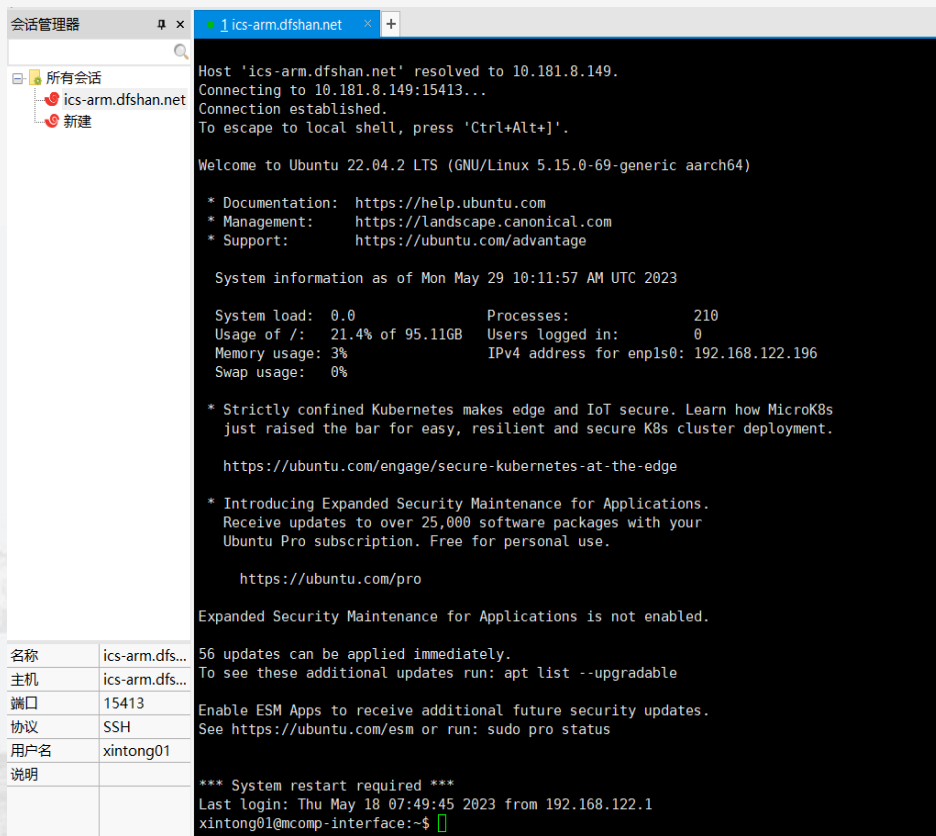 会话管理器
所有会话
ics-arm.dfshan.net
新建
名称 ics-arm.dfs...
主机 ics-arm.dfs...
端口 15413
协议 SSH
用户名 xintong01
说明
1 ics-arm.dfshan.net × +
Host 'ics-arm.dfshan.net' resolved to 10.181.8.149.
Connecting to 10.181.8.149:15413...
Connection established.
To escape to local shell, press 'Ctrl+Alt+]'.
Welcome to Ubuntu 22.04.2 LTS (GNU/Linux 5.15.0-69-generic aarch64)
* Documentation:  https://help.ubuntu.com
* Management:     https://landscape.canonical.com
* Support:        https://ubuntu.com/advantage
System information as of Mon May 29 10:11:57 AM UTC 2023
System load:  0.0               Processes:               210
Usage of /:   21.4% of 95.11GB   Users logged in:         0
Memory usage: 3%                IPv4 address for enp1s0: 192.168.122.196
Swap usage:   0%
* Strictly confined Kubernetes makes edge and IoT secure. Learn how MicroK8s
just raised the bar for easy, resilient and secure K8s cluster deployment.
https://ubuntu.com/engage/secure-kubernetes-at-the-edge
* Introducing Expanded Security Maintenance for Applications.
Receive updates to over 25,000 software packages with your
Ubuntu Pro subscription. Free for personal use.
https://ubuntu.com/pro
Expanded Security Maintenance for Applications is not enabled.
56 updates can be applied immediately.
To see these additional updates run: apt list --upgradable
Enable ESM Apps to receive additional future security updates.
See https://ubuntu.com/esm or run: sudo pro status
*** System restart required ***
Last login: Thu May 18 07:49:45 2023 from 192.168.122.1
xintong01@mcomp-interface:~$